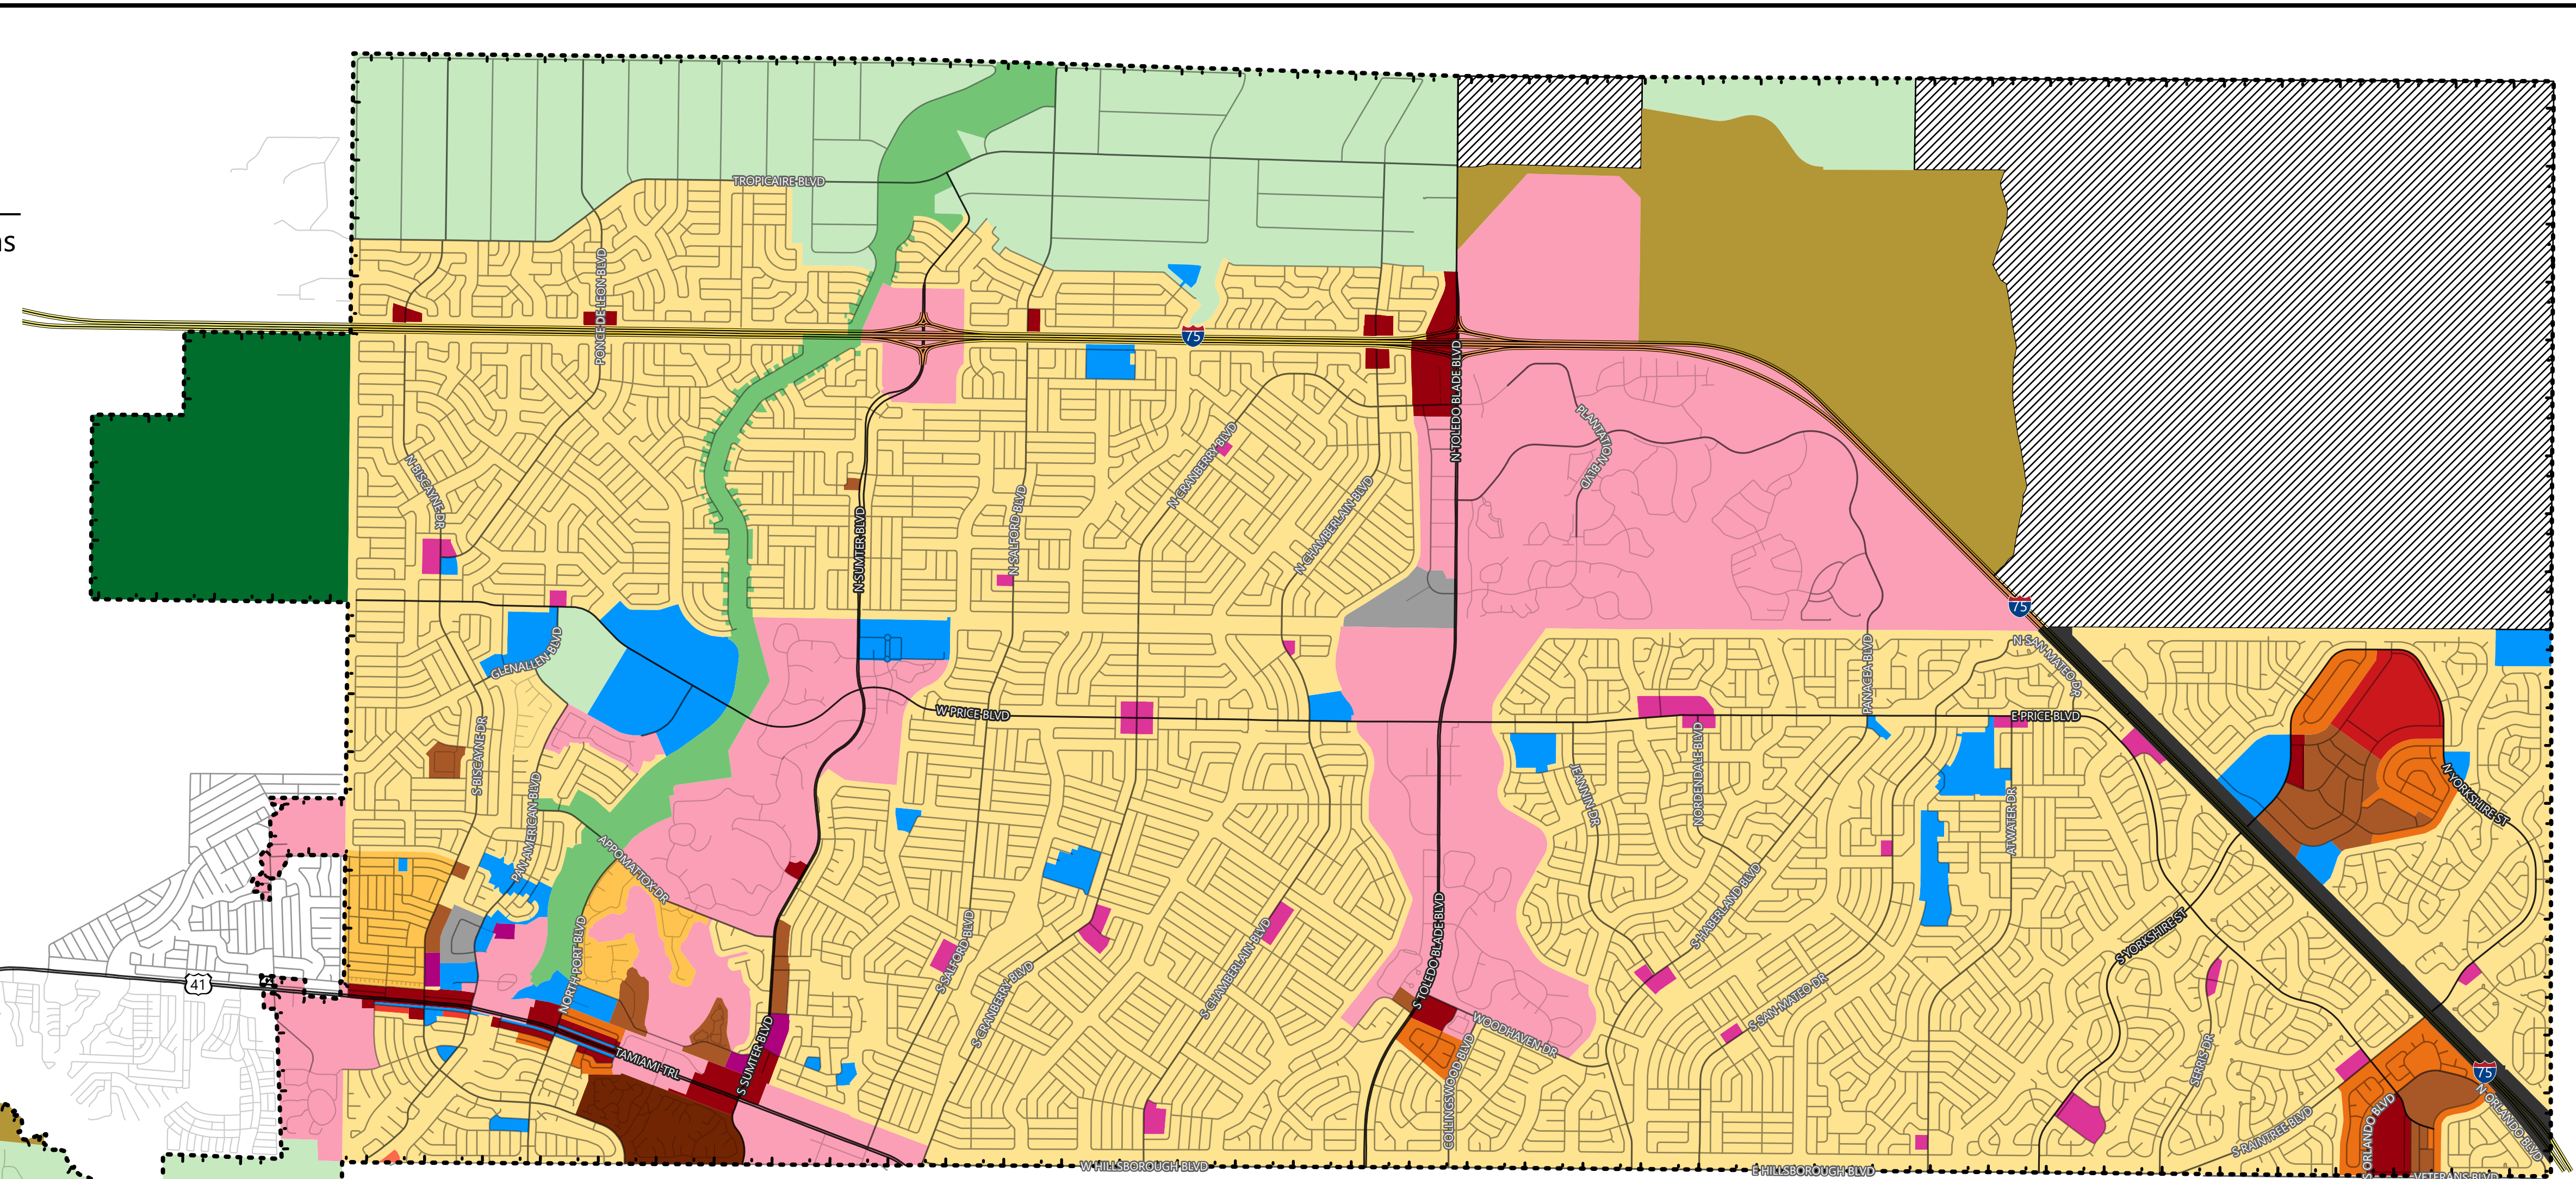 TROPICAIRE BLVD
s
PONCE DE LEON BLVD
75
N TOLEDO BLADE BLVD
PLANTATION BLVD
N CRANBERRY BLVD
N BISCAYNE DR
N SALFORD BLVD
N SUMTER BLVD
N CHAMBERLAIN BLVD
75
GLENALLEN BLVD
N SAN MATEO DR
PANACEA BLVD
W PRICE BLVD
E PRICE BLVD
S BISCAYNE DR
NORDENDALE BLVD
JEANNIN DR
N YORKSHIRE ST
PAN AMERICAN BLVD
ATWATER DR
APPOMATTOX DR
S HABERLAND BLVD
S YORKSHIRE ST
NORTH PORT BLVD
S SALFORD BLVD
S CHAMBERLAIN BLVD
S TOLEDO BLADE BLVD
41
S CRANBERRY BLVD
S SAN MATEO DR
WOODHAVEN DR
TAMIAMI TRL
S SUMTER BLVD
COLLINGSWOOD BLVD
SERRIS DR
75
N ORLANDO BLVD
S RAINTREE BLVD
S ORLANDO BLVD
W HILLSBOROUGH BLVD
E HILLSBOROUGH BLVD
VETERANS BLVD